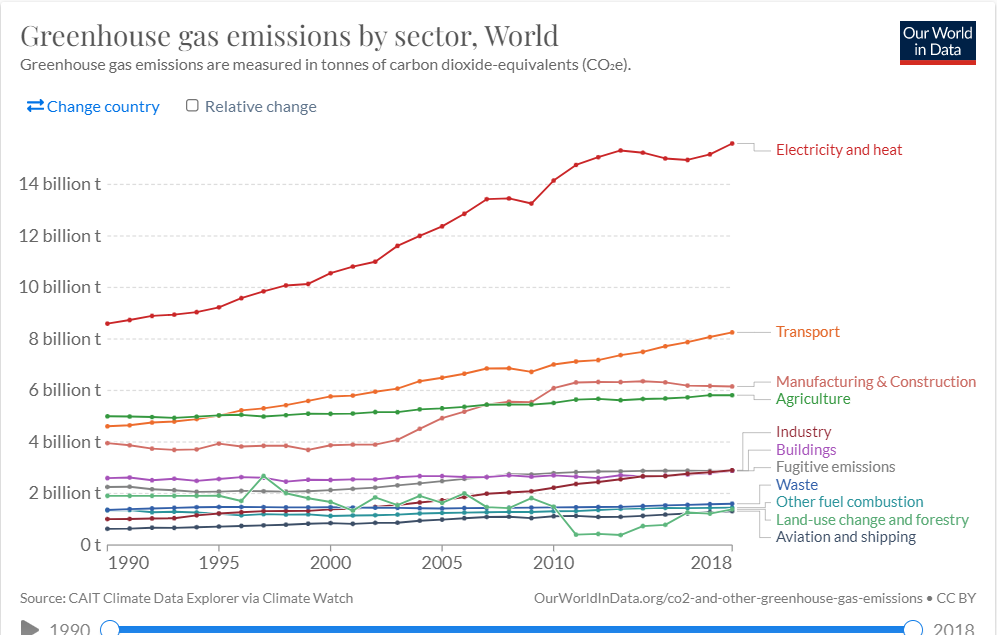 Greenhouse gas emissions by sector, World
Greenhouse gas emissions are measured in tonnes of carbon dioxide-equivalents (CO₂e).
Our World
in Data
Change country
Relative change
14 billion t
12 billion t
10 billion t
8 billion t
6 billion t
4 billion t
2 billion t
0 t
1990
1995
2000
2005
2010
2018
Electricity and heat
Transport
Manufacturing & Construction
Agriculture
Industry
Buildings
Fugitive emissions
Waste
Other fuel combustion
Land-use change and forestry
Aviation and shipping
Source: CAIT Climate Data Explorer via Climate Watch
OurWorldInData.org/co2-and-other-greenhouse-gas-emissions • CC BY
1990
2018